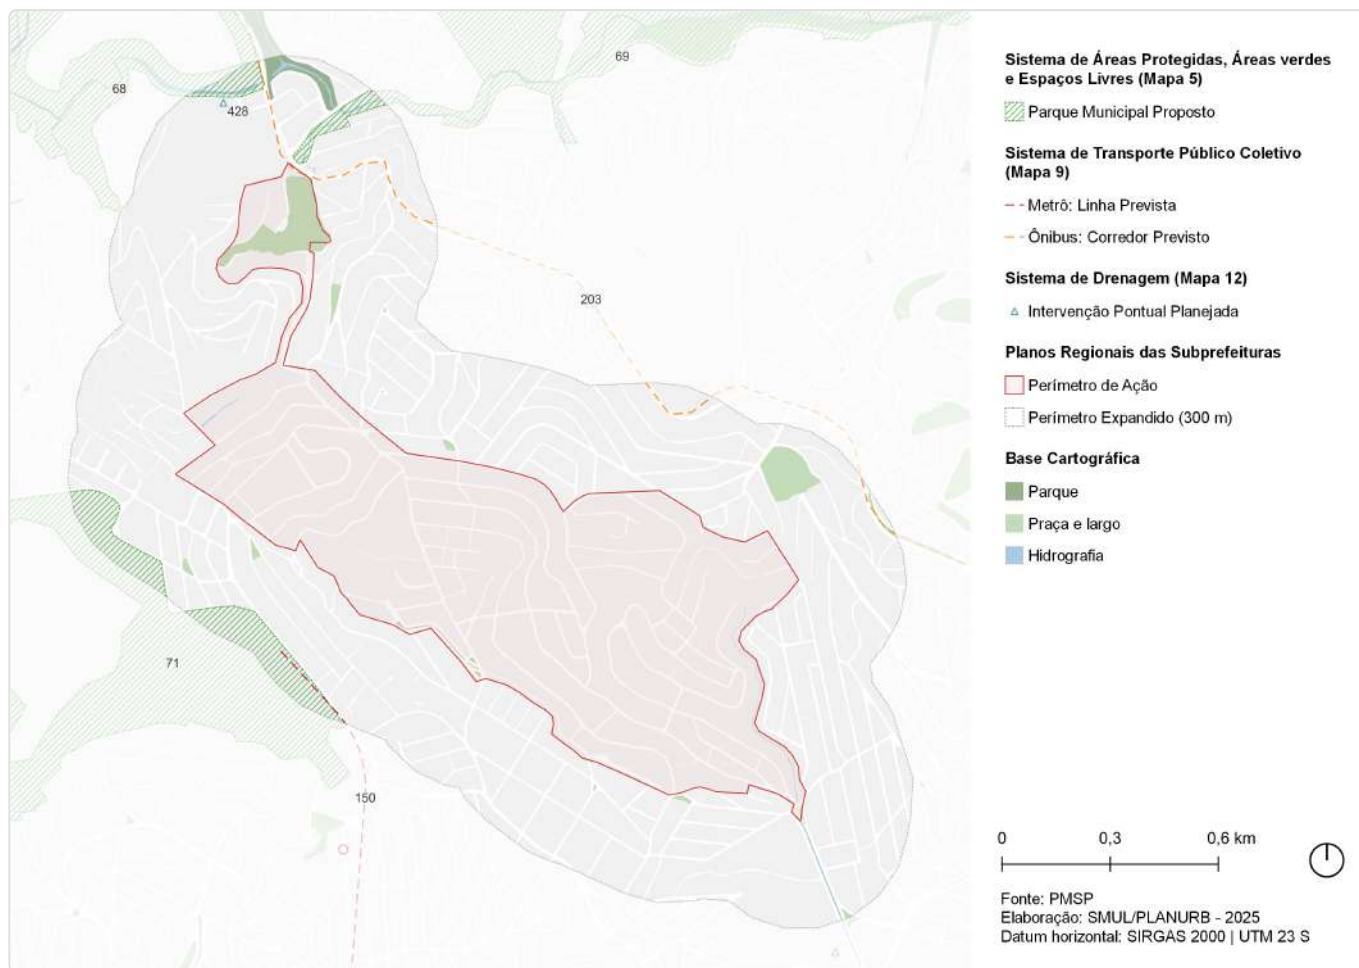 68
428
69
203
71
150
Sistema de Áreas Protegidas, Áreas verdes
e Espaços Livres (Mapa 5)
Parque Municipal Proposto
Sistema de Transporte Público Coletivo
(Mapa 9)
Metrô: Linha Prevista
Ônibus: Corredor Previsto
Sistema de Drenagem (Mapa 12)
Intervenção Pontual Planejada
Planos Regionais das Subprefeituras
Perímetro de Ação
Perímetro Expandido (300 m)
Base Cartográfica
Parque
Praça e largo
Hidrografia
0 0,3 0,6 km
Fonte: PMSP
Elaboração: SMUL/PLANURB - 2025
Datum horizontal: SIRGAS 2000 | UTM 23 S